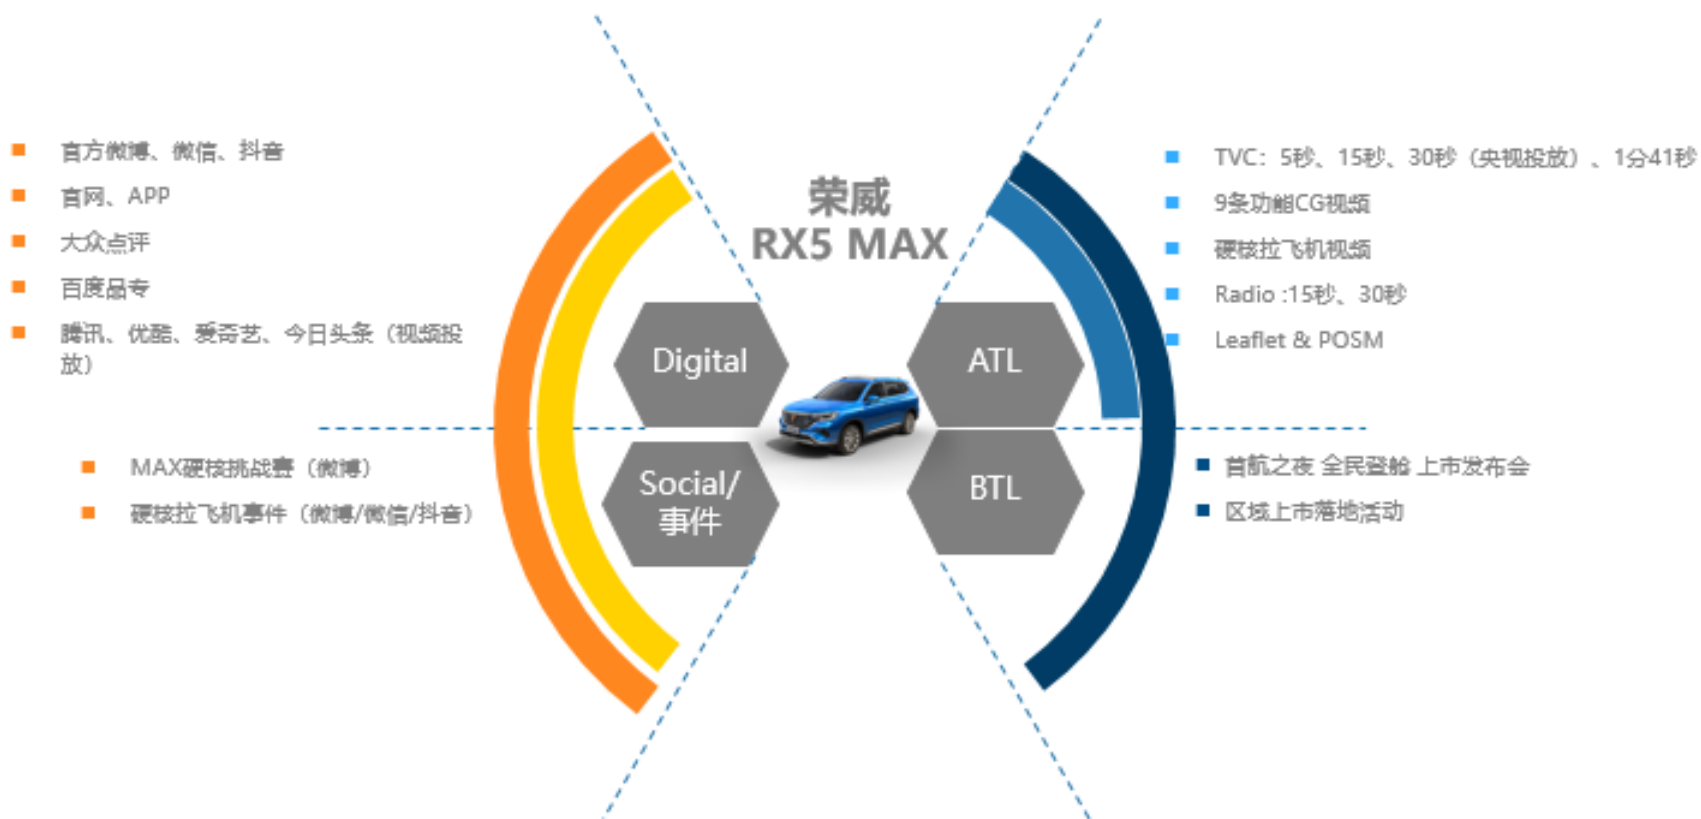 荣威
RX5 MAX
官方微博、微信、抖音
官网、APP
大众点评
百度品专
腾讯、优酷、爱奇艺、今日头条（视频投
放）
Digital
MAX硬核挑战赛（微博）
硬核拉飞机事件（微博/微信/抖音）
Social/
事件
ATL
TVC：5秒、15秒、30秒（央视投放）、1分41秒
9条功能CG视频
硬核拉飞机视频
Radio :15秒、30秒
Leaflet & POSM
BTL
首航之夜 全民登舱 上市发布会
区域上市落地活动